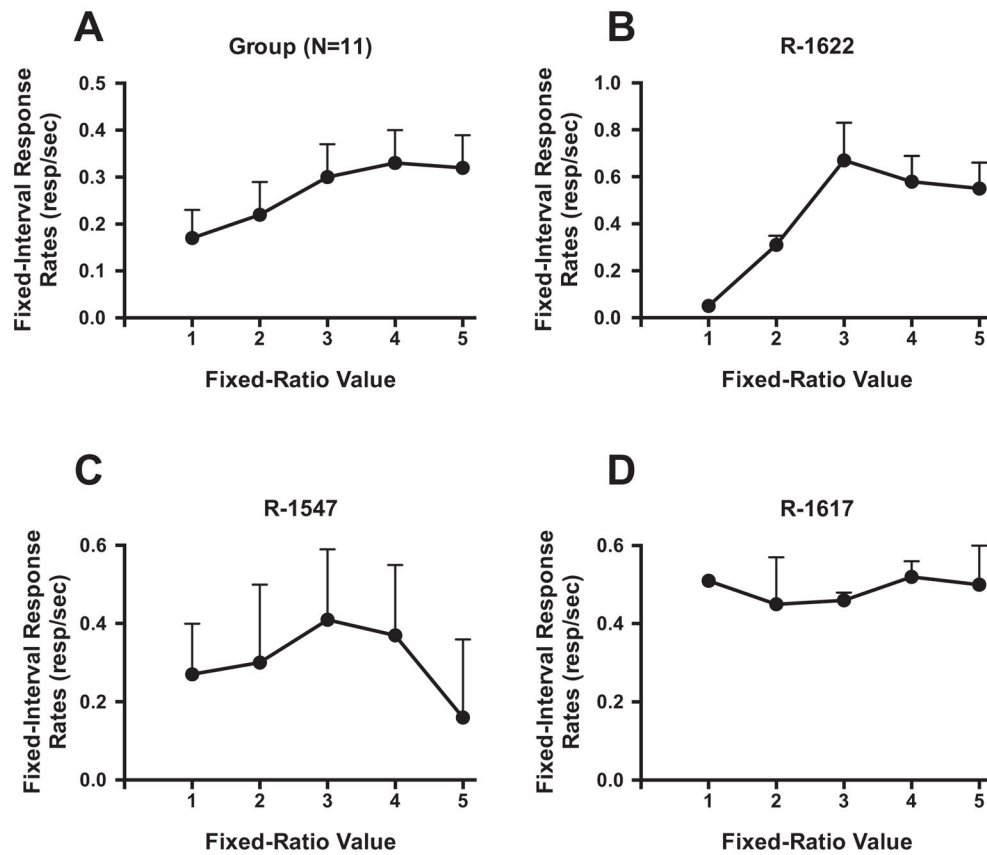 A
Group (N=11)
Fixed-Interval Response
Rates (resp/sec)
0.5
0.4
0.3
0.2
0.1
0.0
1 2 3 4 5
Fixed-Ratio Value
B
R-1622
Fixed-Interval Response
Rates (resp/sec)
1.0
0.8
0.6
0.4
0.2
0.0
1 2 3 4 5
Fixed-Ratio Value
C
R-1547
Fixed-Interval Response
Rates (resp/sec)
0.6
0.4
0.2
0.0
1 2 3 4 5
Fixed-Ratio Value
D
R-1617
Fixed-Interval Response
Rates (resp/sec)
0.6
0.4
0.2
0.0
1 2 3 4 5
Fixed-Ratio Value